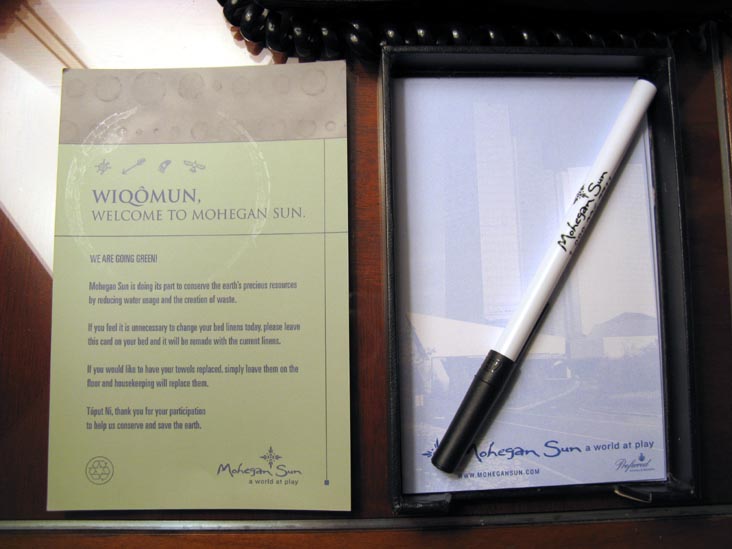 WIQÔMUN,
WELCOME TO MOHEGAN SUN.
WE ARE GOING GREEN!
Mohegan Sun is doing its part to conserve the earth's precious resources
by reducing water usage and the creation of waste.
If you feel it is unnecessary to change your bed linens today, please leave
this card on your bed and it will be remade with the current linens.
If you would like to have your towels replaced, simply leave them on the
floor and housekeeping will replace them.
Táput Ni, thank you for your participation
to help us conserve and save the earth.
Mohegan Sun
a world at play
Mohegan Sun
Mohegan Sun a world at play
WWW.MOHEGANSUN.COM
Preferred